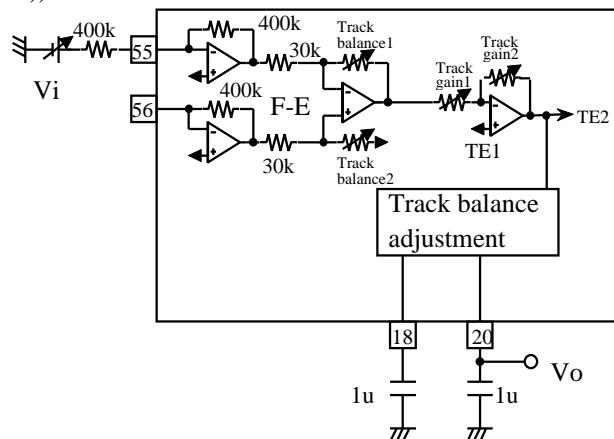 400k
400k
Track
balance1
30k
55
Track
gain2
Track
gain1
Vi
F-E
400k
56
TE2
TE1
30k
Track
balance2
Track balance
adjustment
18
20
Vo
1u
1u